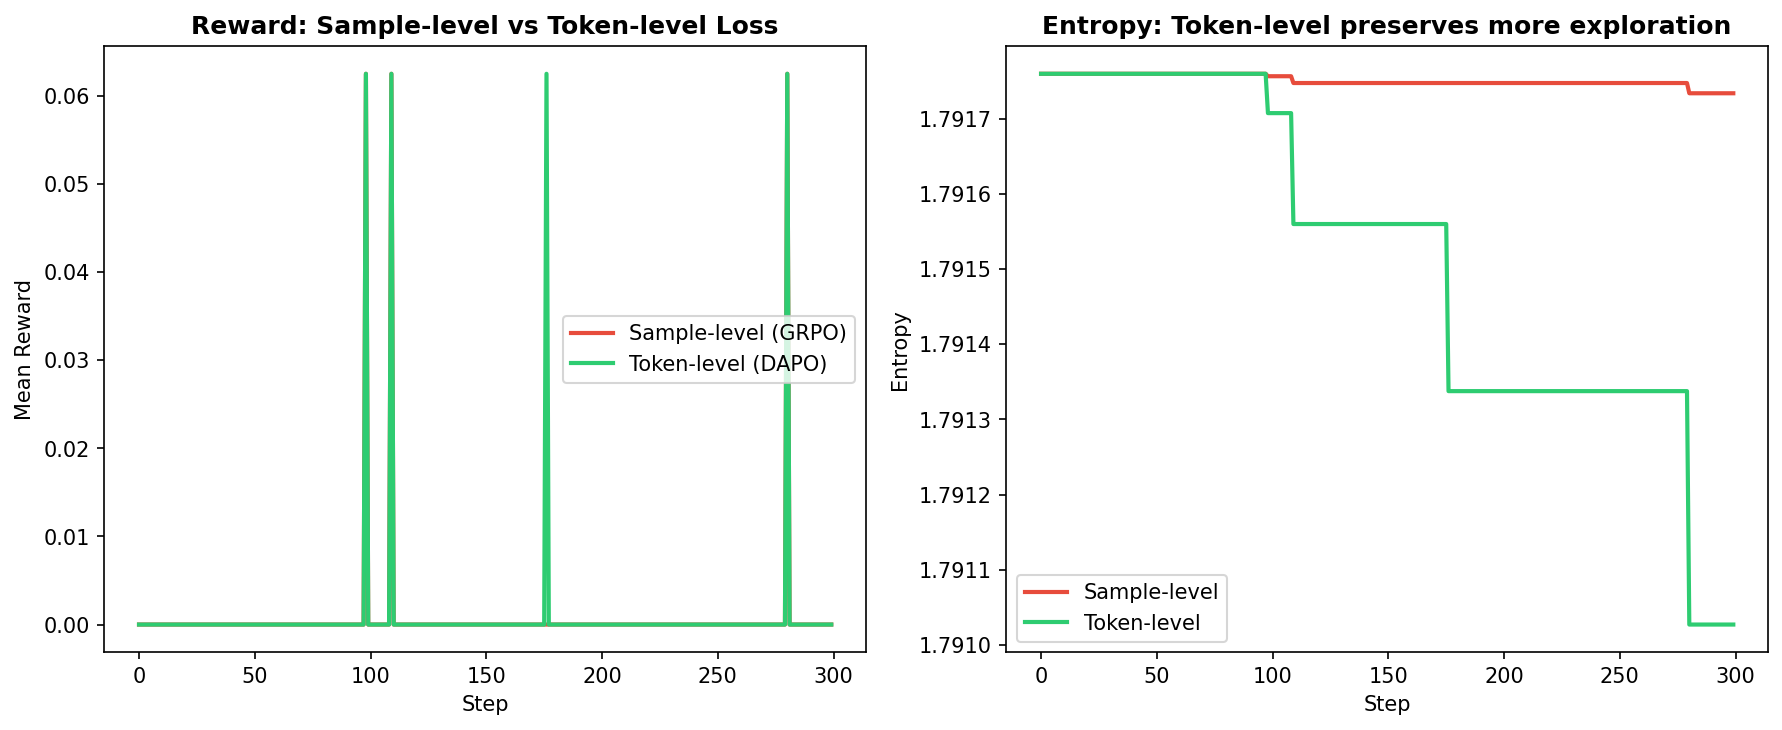 Reward: Sample-level vs Token-level Loss
0.06
0.05
0.04
0.03
0.02
0.01
0.00
Mean Reward
Sample-level (GRPO)
Token-level (DAPO)
0 50 100 150 200 250 300
Step
Entropy: Token-level preserves more exploration
1.7917
1.7916
1.7915
1.7914
1.7913
1.7912
1.7911
1.7910
Entropy
Sample-level
Token-level
0 50 100 150 200 250 300
Step